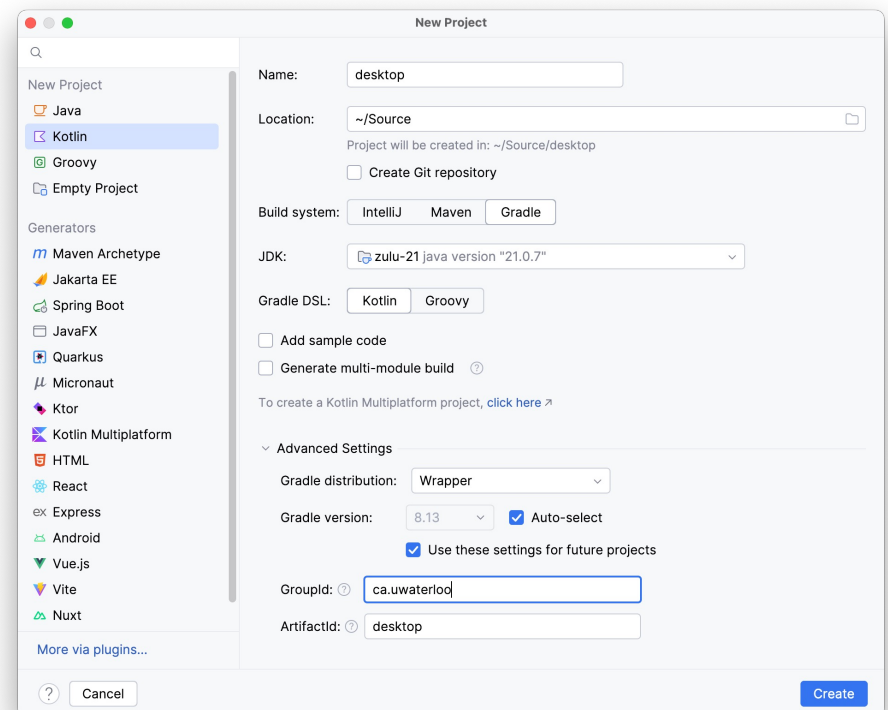 New Project
New Project
Java
Kotlin
Groovy
Empty Project
Generators
Maven Archetype
Jakarta EE
Spring Boot
JavaFX
Quarkus
Micronaut
Ktor
Kotlin Multiplatform
HTML
React
Express
Android
Vue.js
Vite
Nuxt
More via plugins...
Name: desktop
Location: ~/Source
Project will be created in: ~/Source/desktop
Create Git repository
Build system: IntelliJ Maven Gradle
JDK: zulu-21 java version "21.0.7"
Gradle DSL: Kotlin Groovy
Add sample code
Generate multi-module build ?
To create a Kotlin Multiplatform project, click here ↗
Advanced Settings
Gradle distribution: Wrapper
Gradle version: 8.13 Auto-select
Use these settings for future projects
GroupId: ? ca.uwaterloo
ArtifactId: ? desktop
? Cancel Create